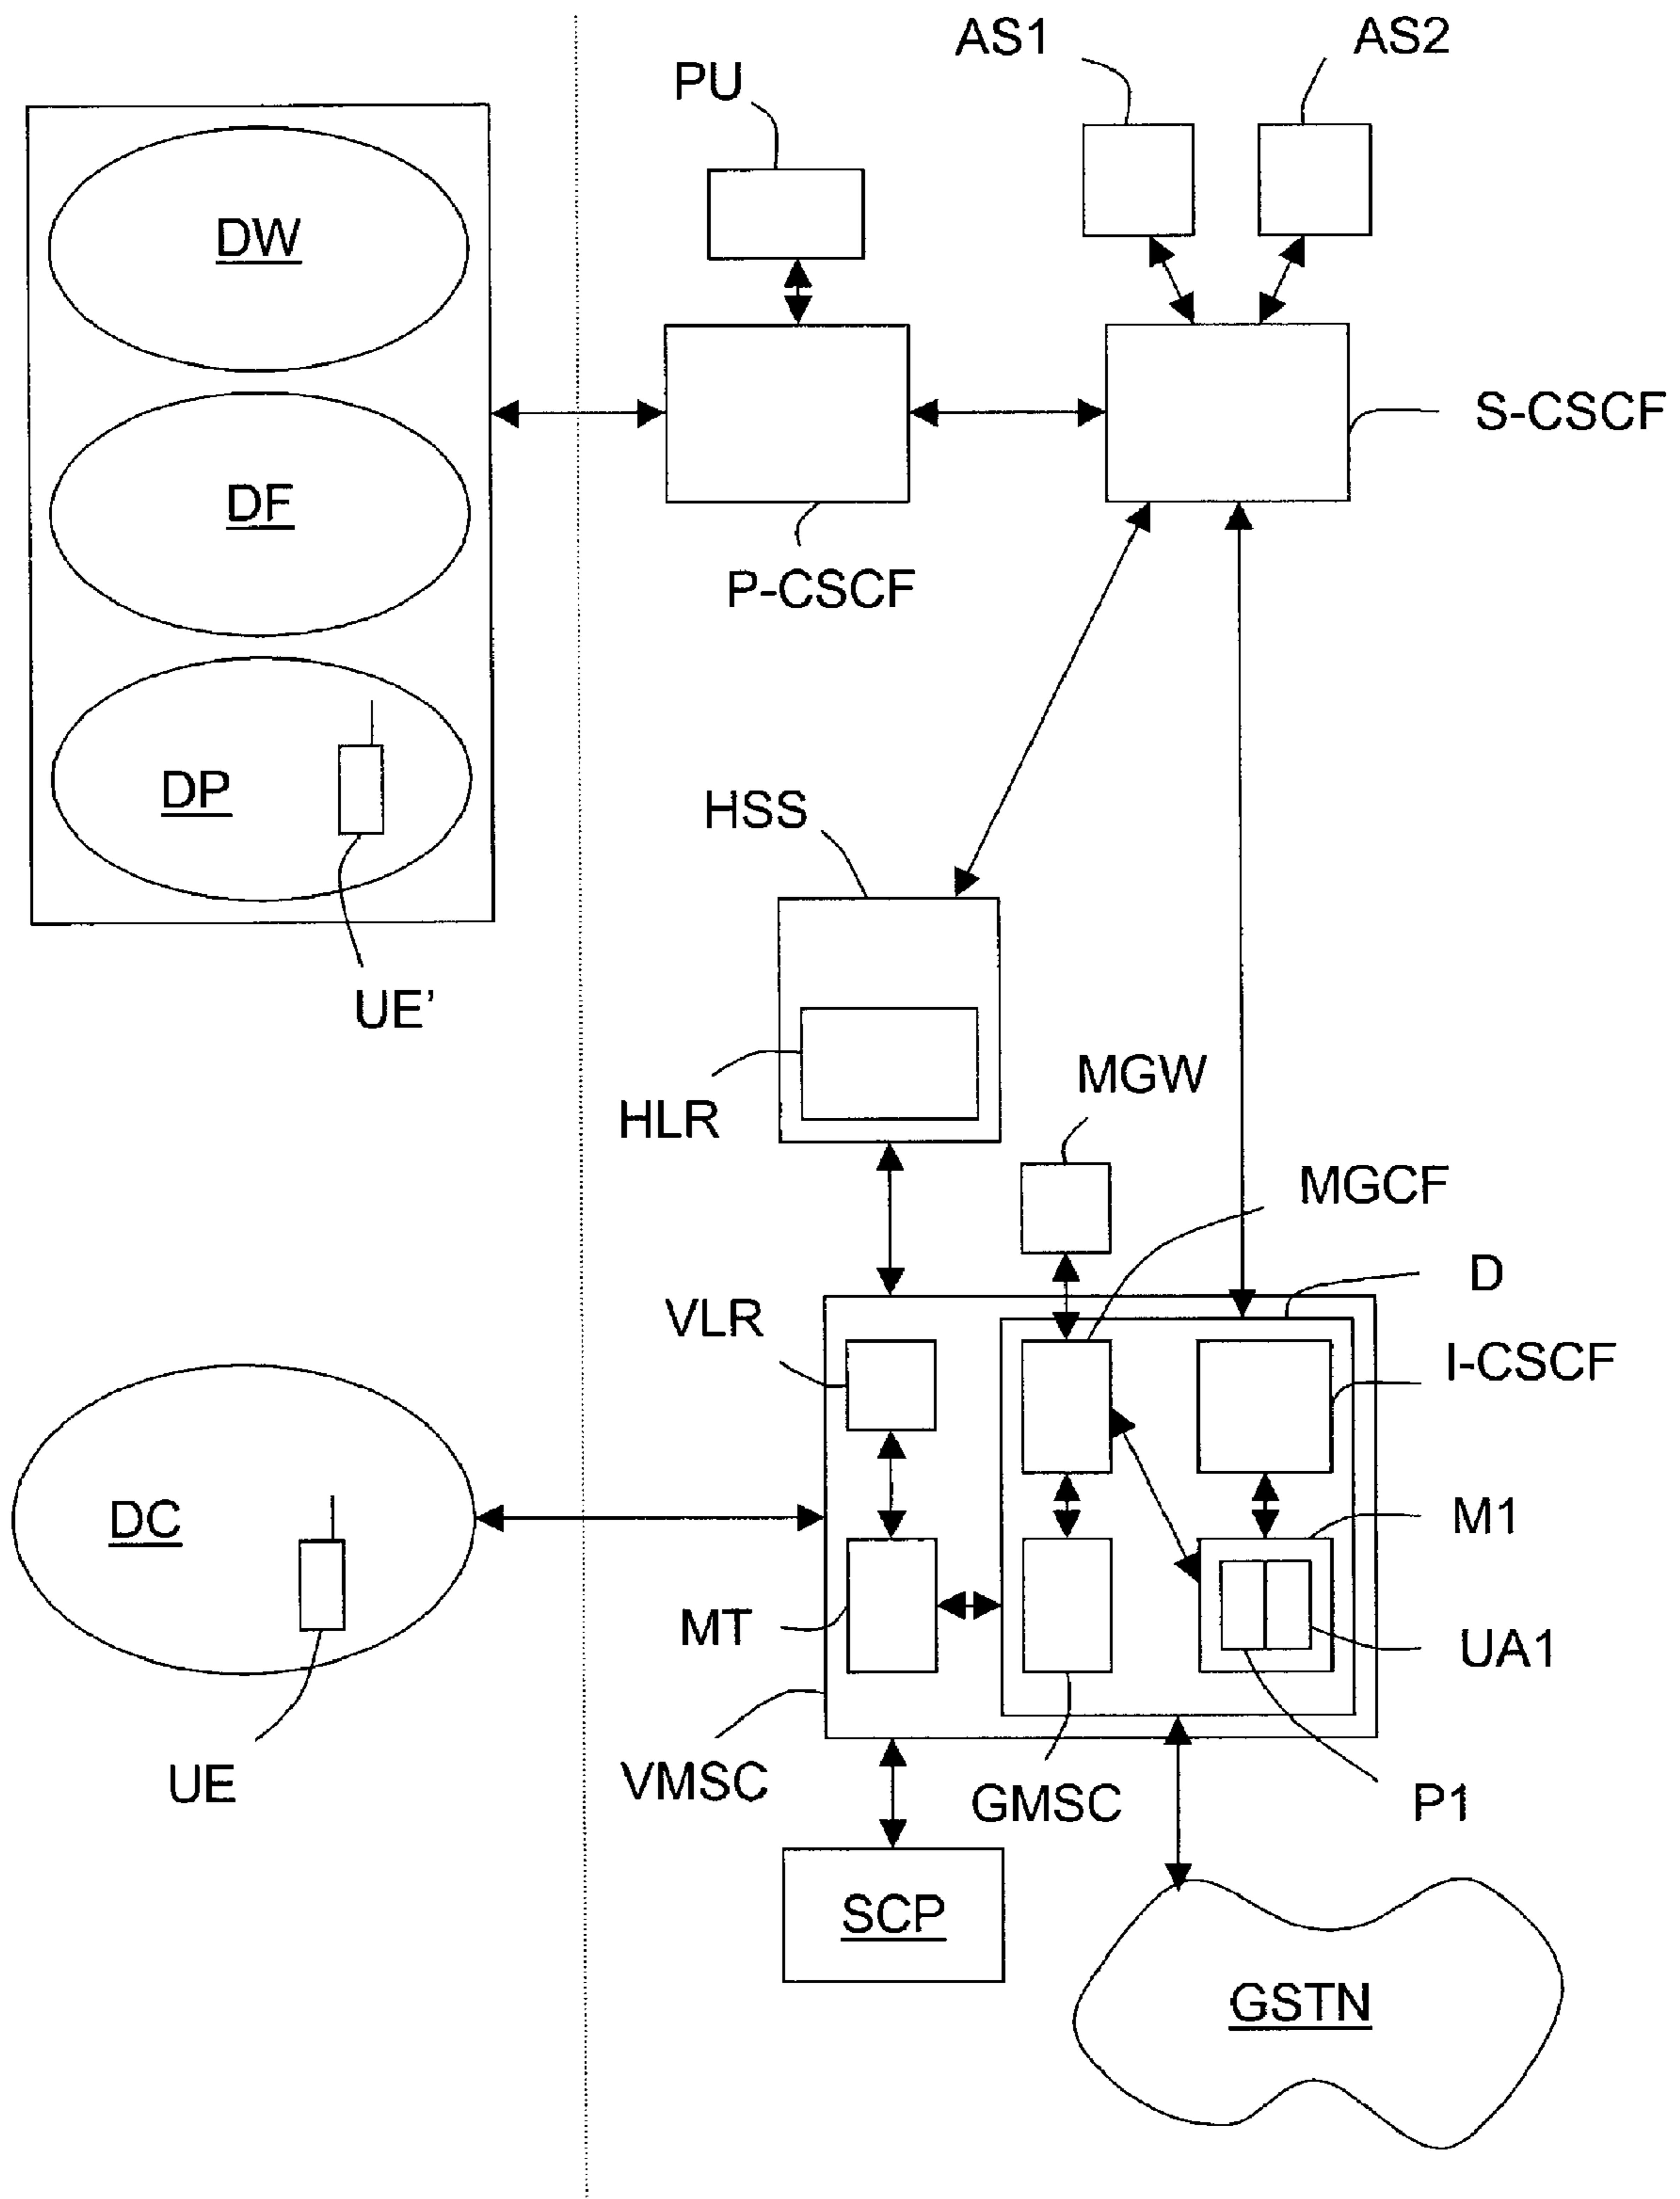 AS1
AS2
PU
DW
S-CSCF
DF
P-CSCF
DP
HSS
UE’
MGW
HLR
MGCF
D
VLR
I-CSCF
DC
M1
MT
UA1
VMSC
UE
GMSC
P1
SCP
GSTN